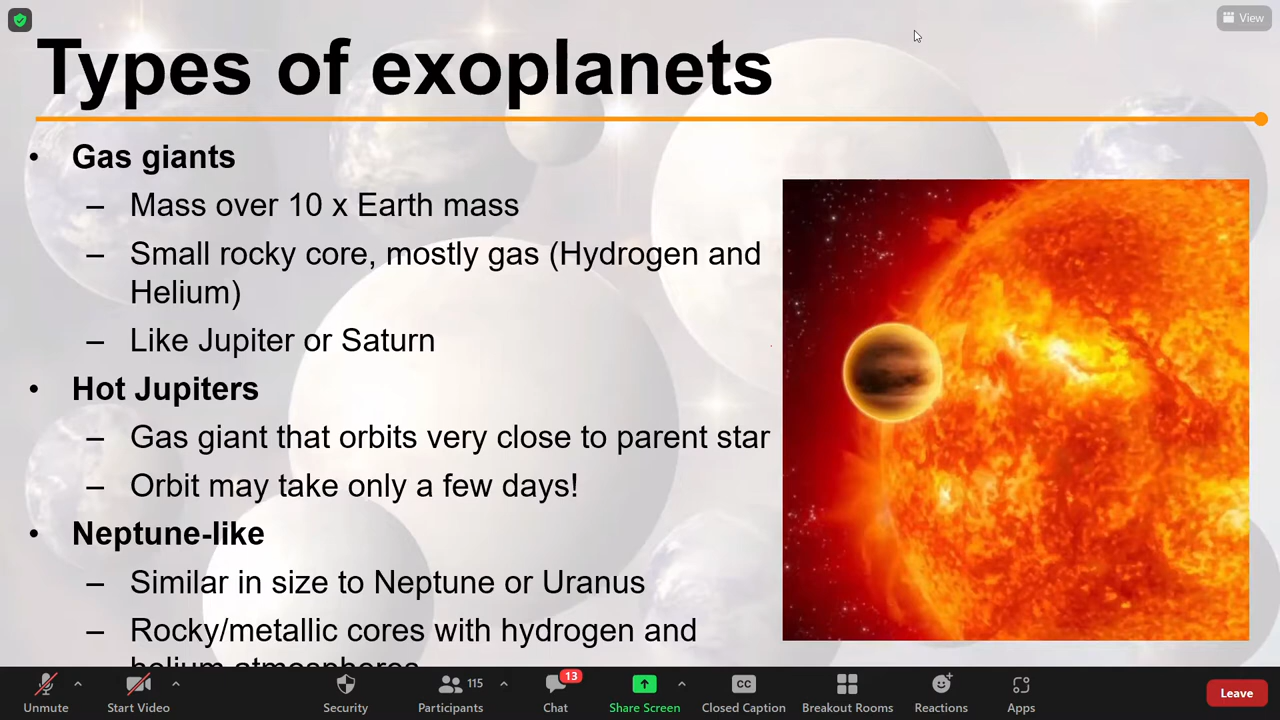 View
Types of exoplanets
• Gas giants
– Mass over 10 x Earth mass
– Small rocky core, mostly gas (Hydrogen and
Helium)
– Like Jupiter or Saturn
• Hot Jupiters
– Gas giant that orbits very close to parent star
– Orbit may take only a few days!
• Neptune-like
– Similar in size to Neptune or Uranus
– Rocky/metallic cores with hydrogen and
helium atmospheres
115
13
CC
Unmute
Start Video
Security
Participants
Chat
Share Screen
Closed Caption
Breakout Rooms
Reactions
Apps
Leave